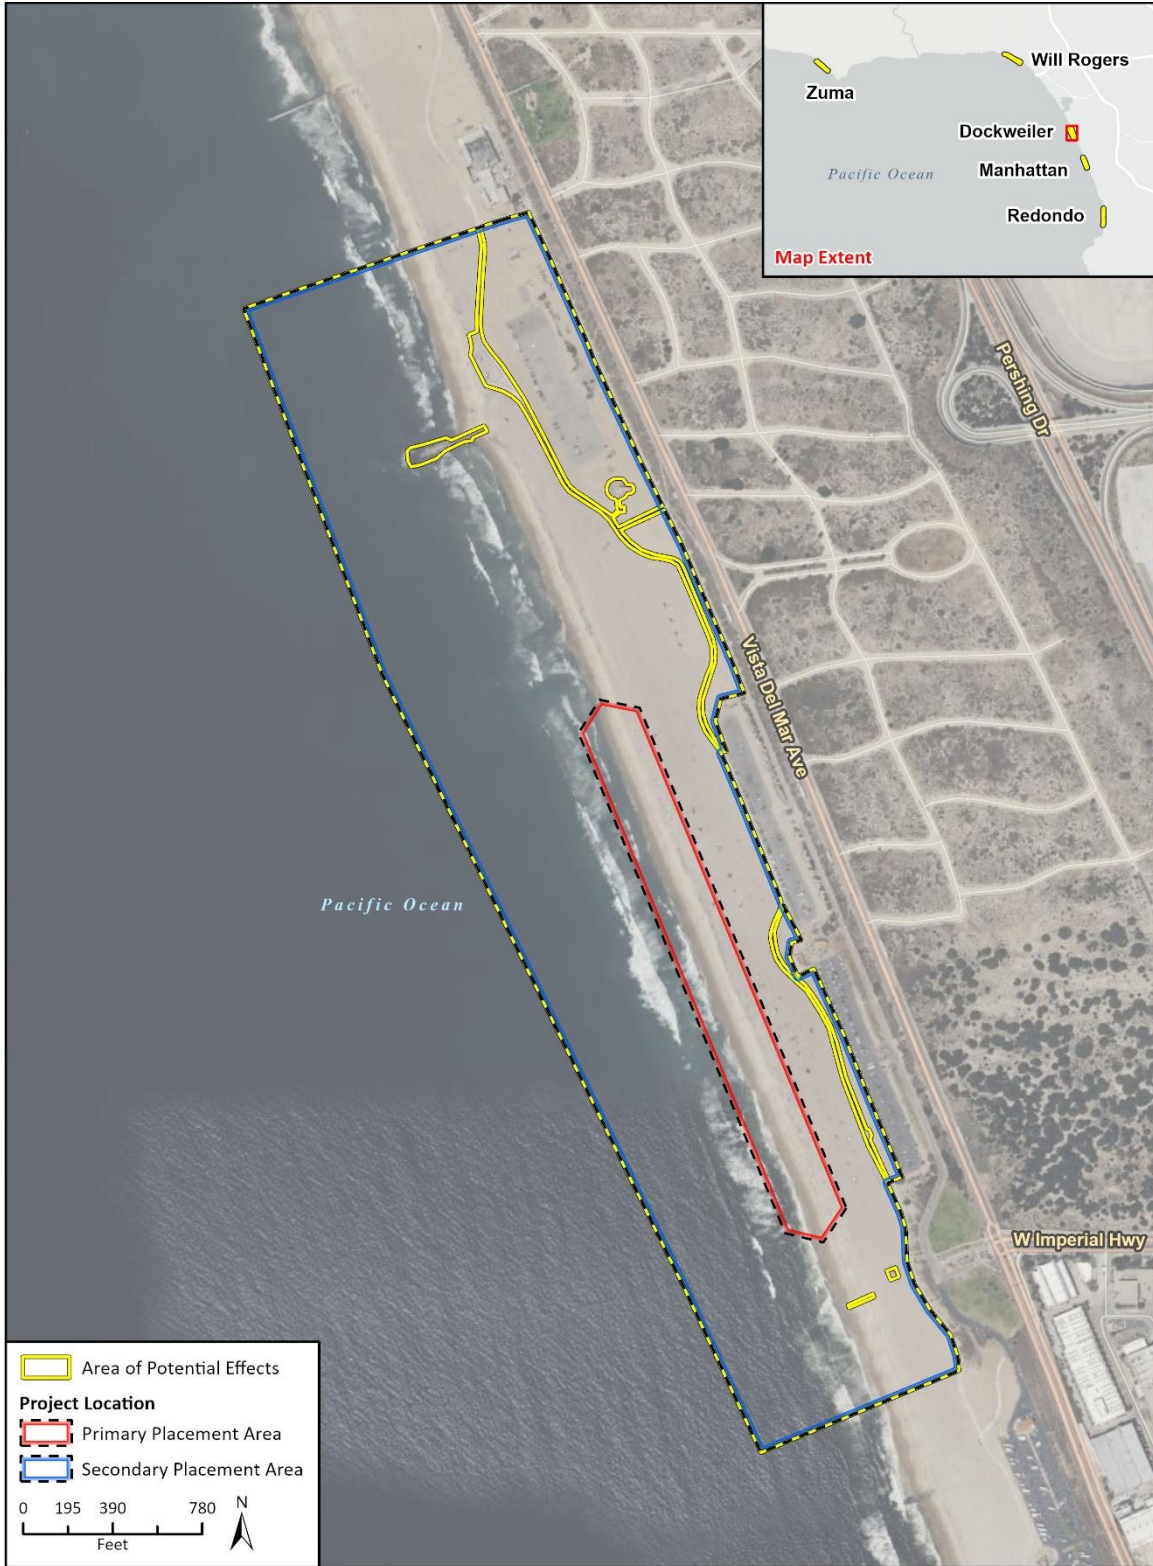 Zuma
Will Rogers
Dockweiler
Manhattan
Pacific Ocean
Redondo
Map Extent
Pershing Dr
Vista Del Mar Ave
Pacific Ocean
W Imperial Hwy
Area of Potential Effects
Project Location
Primary Placement Area
Secondary Placement Area
0 195 390 780
Feet
N